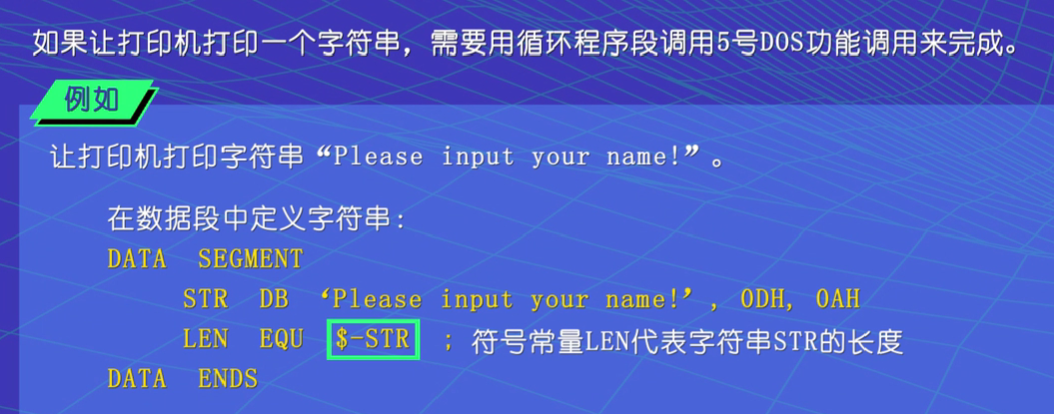 如果让打印机打印一个字符串，需要用循环程序段调用5号DOS功能调用来完成。
例如
让打印机打印字符串“Please input your name!”。
在数据段中定义字符串:
DATA SEGMENT
STR DB ‘Please input your name!’, 0DH, 0AH
LEN EQU $-STR ; 符号常量LEN代表字符串STR的长度
DATA ENDS